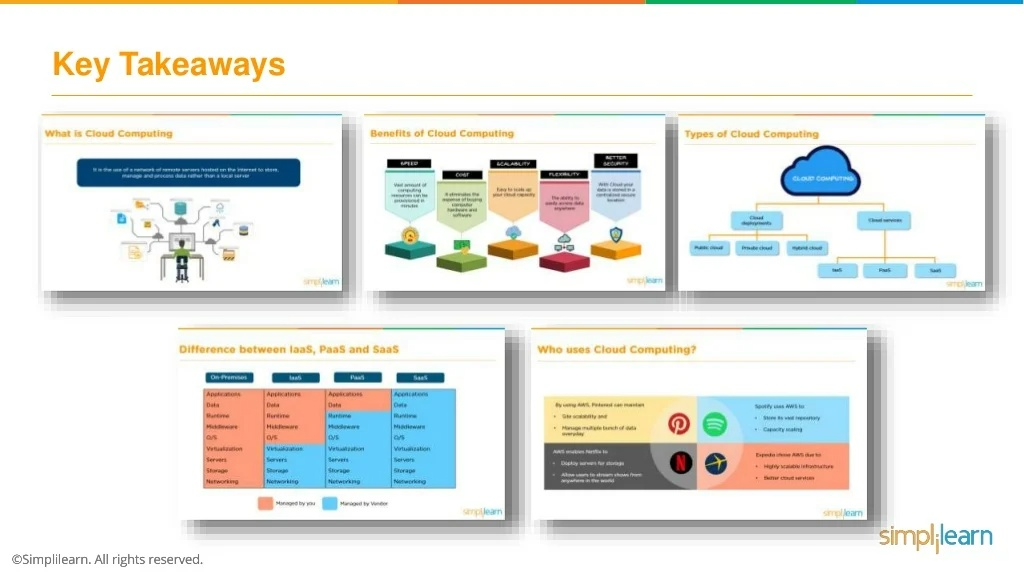 Key Takeaways
What is Cloud Computing
It is the use of a network of remote servers hosted on the internet to store,
manage and process data rather than a local server
simplilearn
Benefits of Cloud Computing
SPEED
Vast amount of
computing
resources can be
provisioned in
minutes
COST
It eliminates the
expense of buying
computer
hardware and
software
SCALABILITY
Easy to scale up
your cloud capacity
FLEXIBILITY
The ability to
easily access data
anywhere
BETTER
SECURITY
With Cloud your
data is stored in a
centralized secure
location
simplilearn
Types of Cloud Computing
CLOUD COMPUTING
Cloud
deployments
Cloud services
Public cloud
Private cloud
Hybrid cloud
IaaS
PaaS
SaaS
simplilearn
Difference between IaaS, PaaS and SaaS
On-Premises IaaS PaaS SaaS
Applications Applications Applications Applications
Data Data Data Data
Runtime Runtime Runtime Runtime
Middleware Middleware Middleware Middleware
O/S O/S O/S O/S
Virtualization Virtualization Virtualization Virtualization
Servers Servers Servers Servers
Storage Storage Storage Storage
Networking Networking Networking Networking
Managed by you Managed by Vendor
simplilearn
Who uses Cloud Computing?
By using AWS, Pinterest can maintain
• Site scalability and
• Manage multiple bunch of data
everyday
Spotify uses AWS to:
• Store its vast repository
• Capacity scaling
AWS enables Netflix to
• Deploy servers for storage
• Allow users to stream shows from
anywhere in the world
Expedia chose AWS due to:
• Highly scalable infrastructure
• Better cloud services
simplilearn
simplilearn
©Simplilearn. All rights reserved.